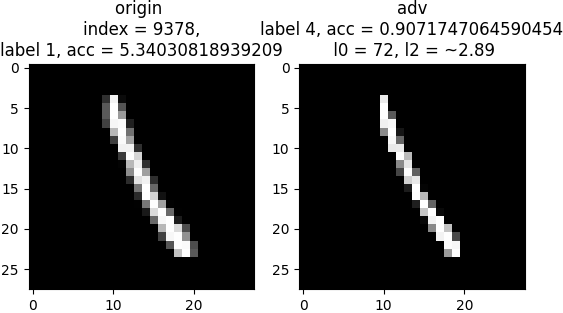 origin
index = 9378,
label 1, acc = 5.34030818939209
adv
label 4, acc = 0.9071747064590454
l0 = 72, l2 = ~2.89
0
5
10
15
20
25
0 10 20
0
5
10
15
20
25
0 10 20